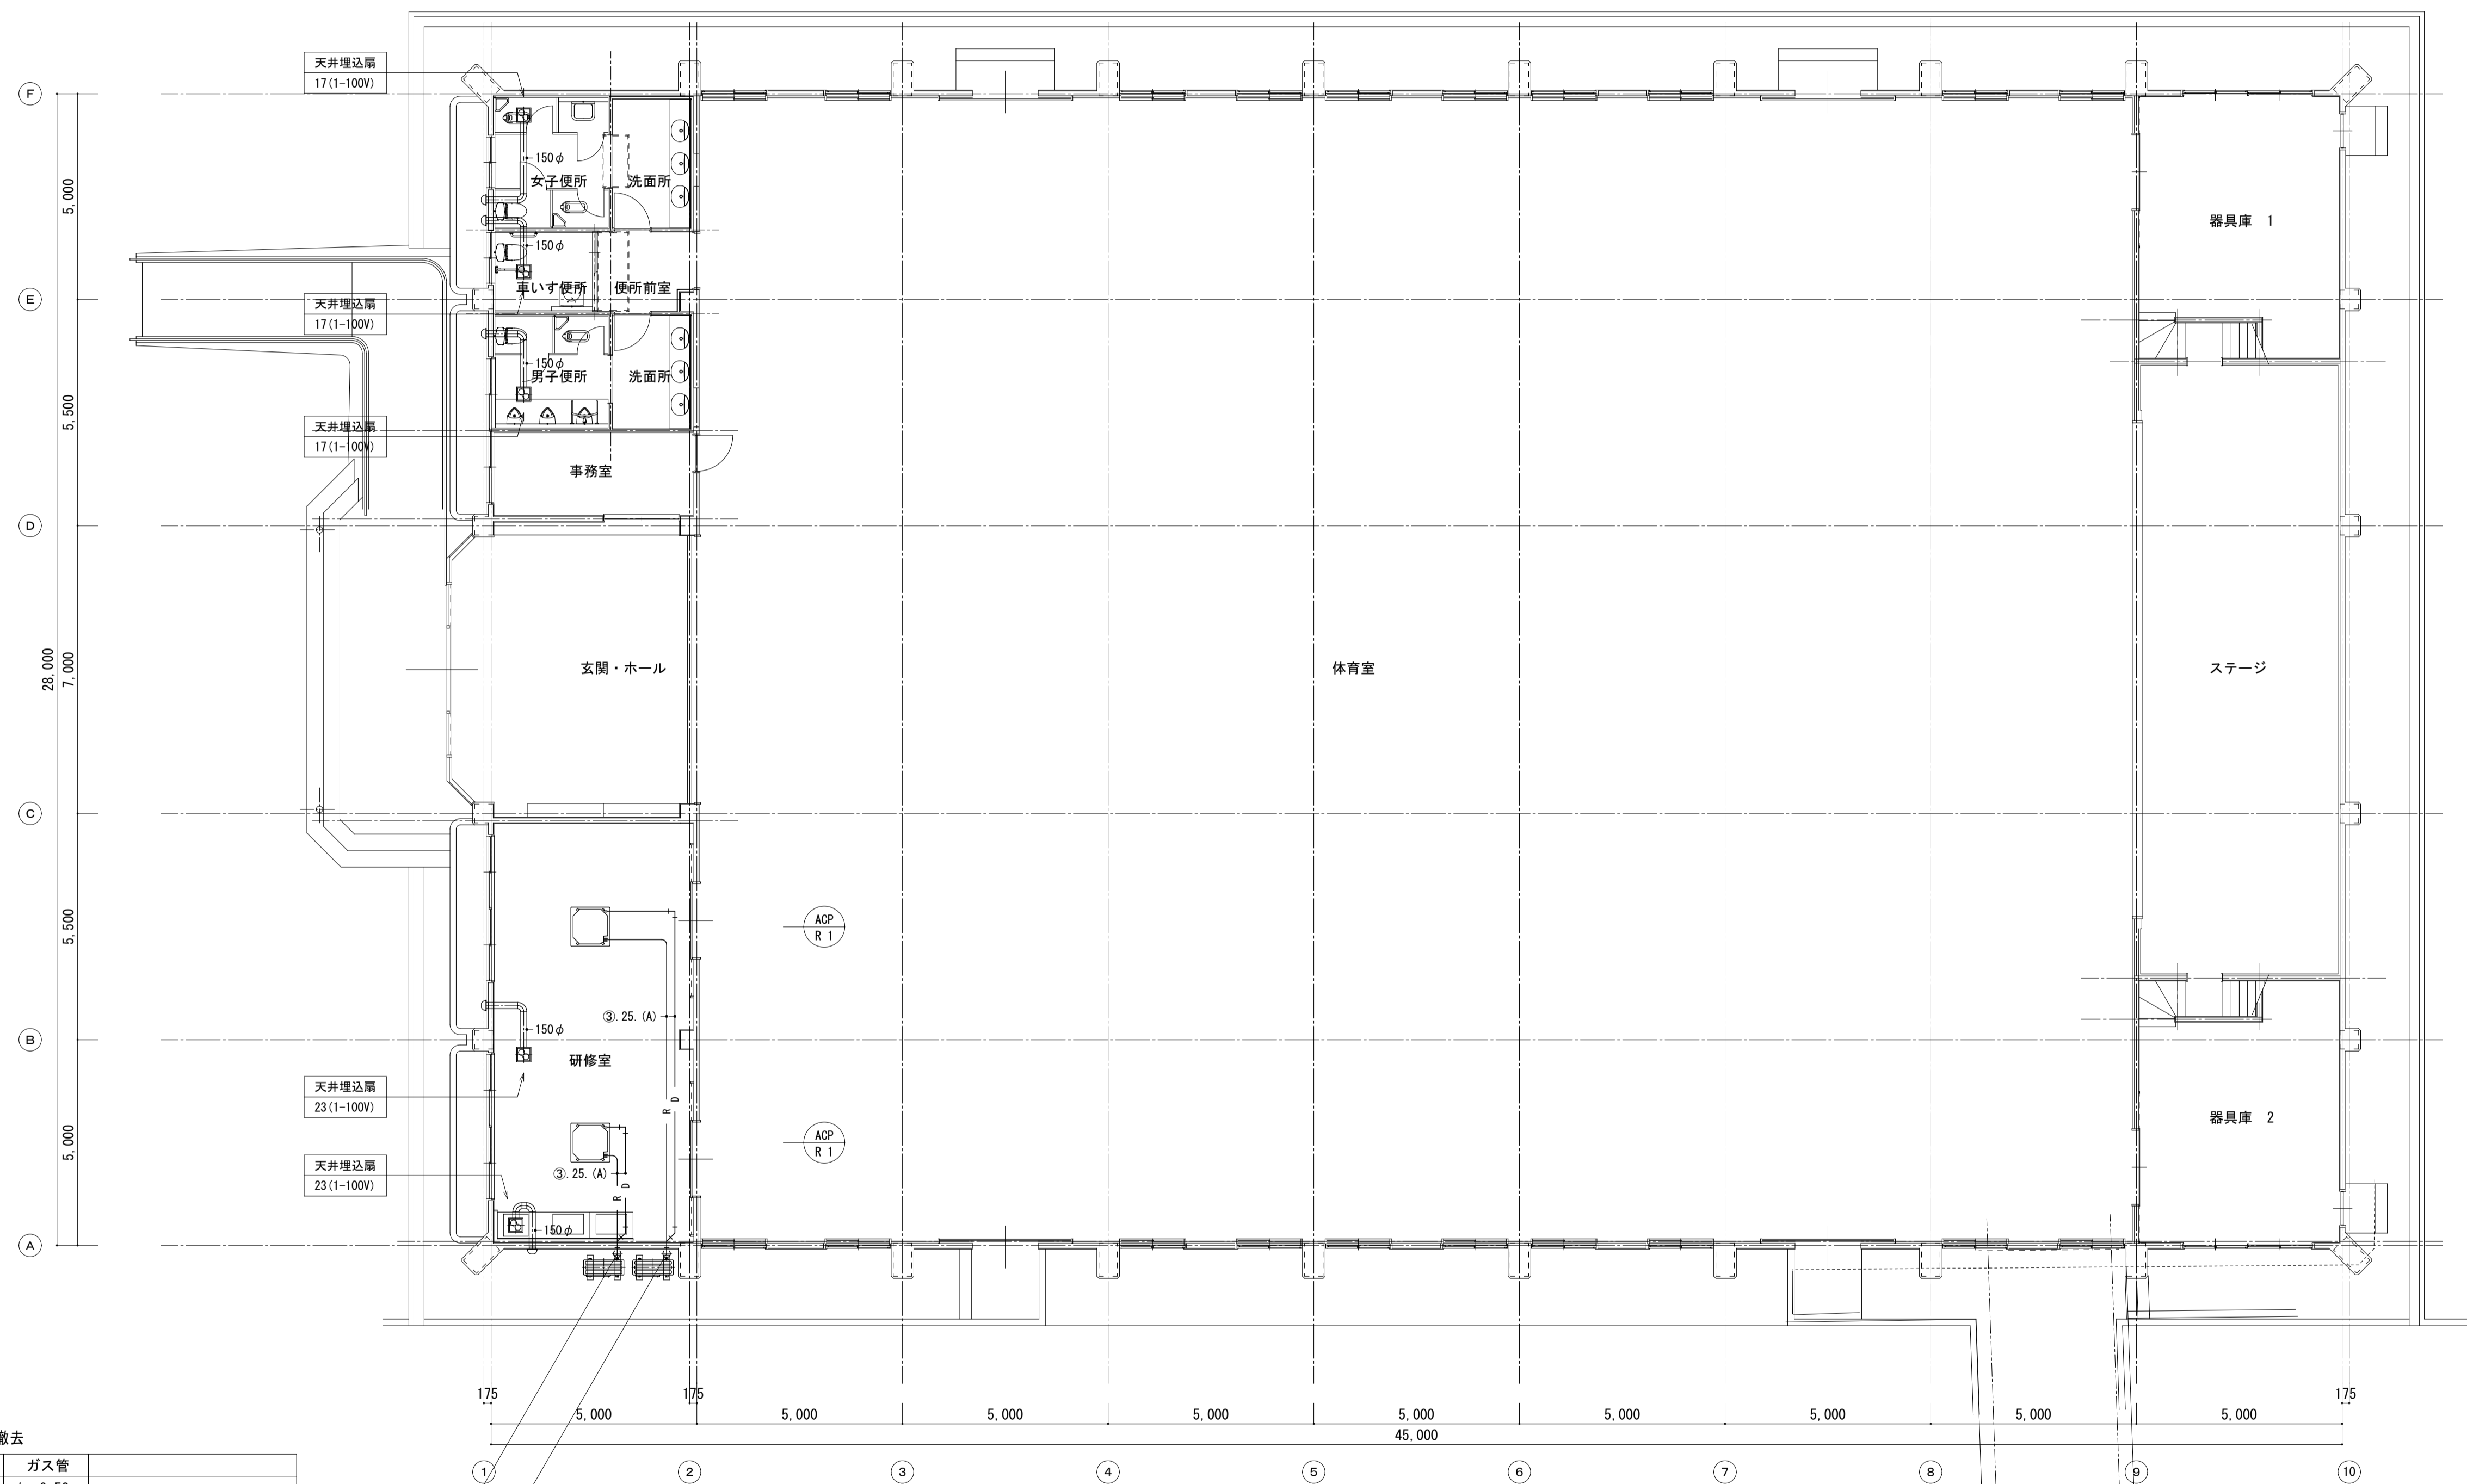 天井埋込扇
17(1-100V)
F
150φ
女子便所
洗面所
5,000
器具庫 1
150φ
車いす便所
便所前室
E
天井埋込扇
17(1-100V)
150φ
男子便所
洗面所
5,500
天井埋込扇
17(1-100V)
事務室
D
28,000
7,000
玄関・ホール
体育室
ステージ
C
5,500
ACP
R 1
③.25.(A)
150φ
B
研修室
天井埋込扇
23(1-100V)
R
D
5,000
ACP
R 1
器具庫 2
天井埋込扇
23(1-100V)
③.25.(A)
R
D
150φ
A
175
175
175
5,000
5,000
5,000
5,000
5,000
5,000
5,000
5,000
5,000
45,000
撤去
ガス管
1
2
3
4
5
6
7
8
9
10